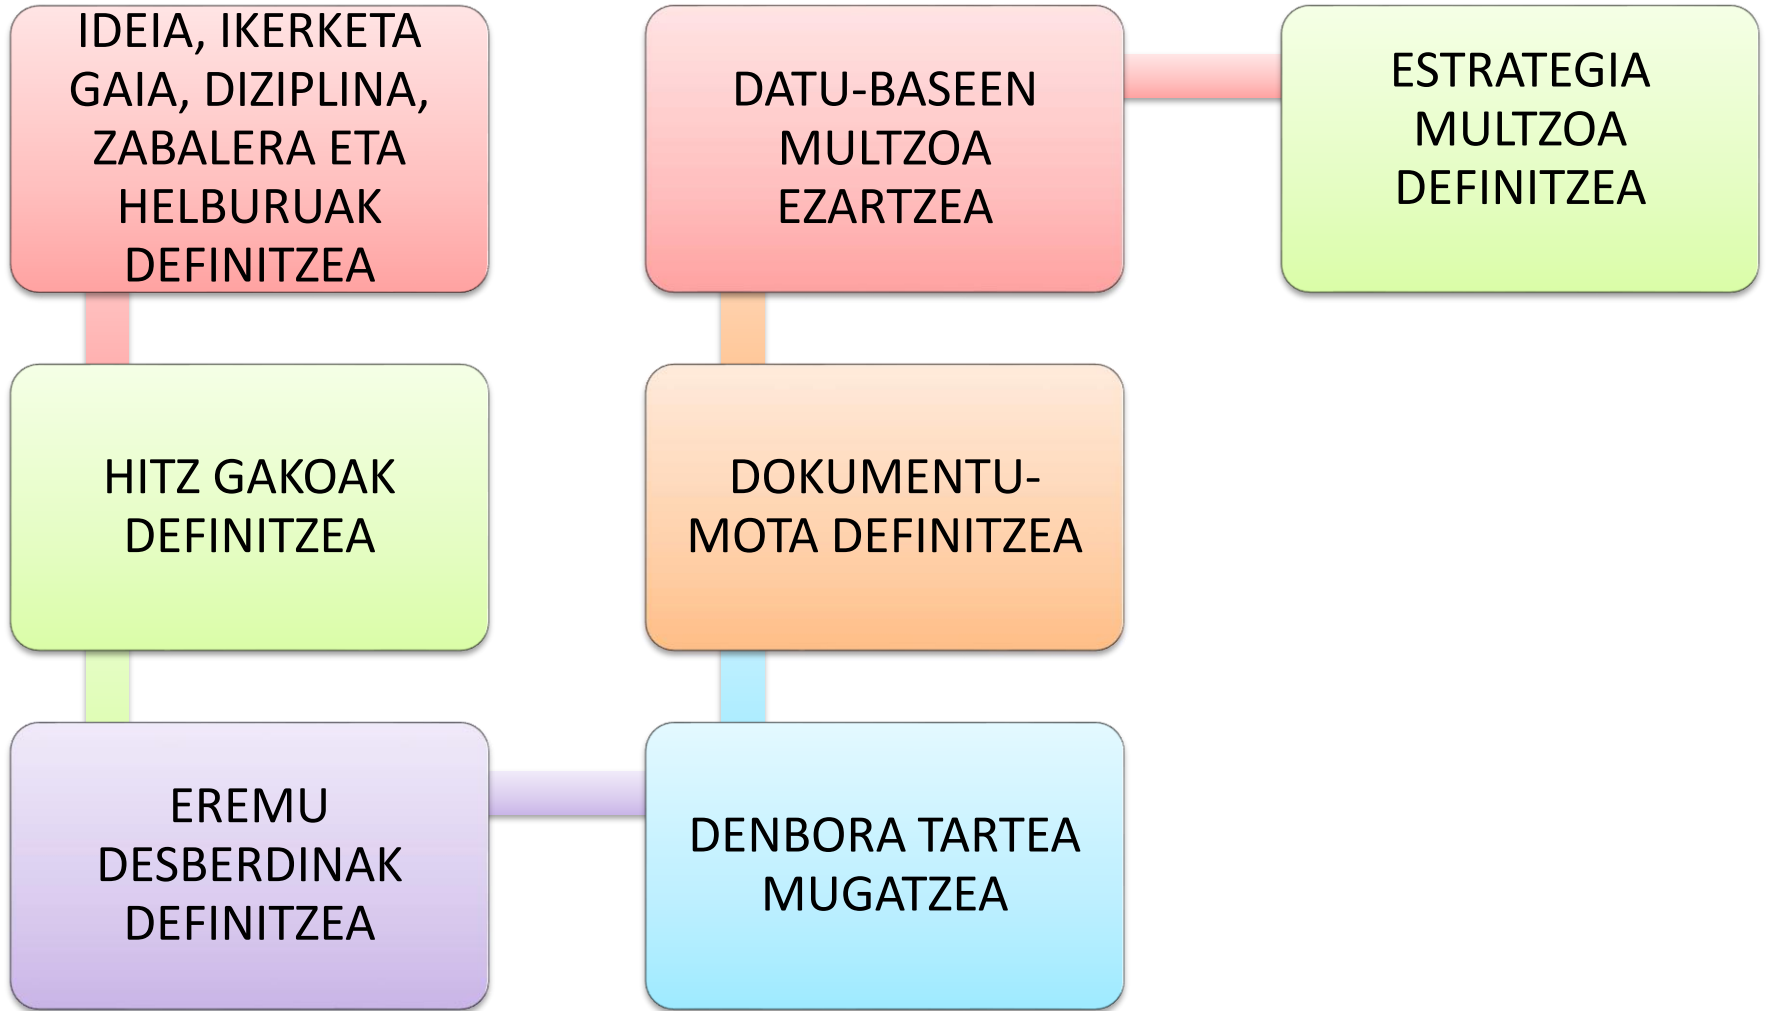 IDEIA, IKERKETA
GAIA, DIZIPLINA,
ZABALERA ETA
HELBURUAK
DEFINITZEA
HITZ GAKOAK
DEFINITZEA
EREMU
DESBERDINAK
DEFINITZEA
DENBORA TARTEA
MUGATZEA
DOKUMENTU-
MOTA DEFINITZEA
DATU-BASEEN
MULTZOA
EZARTZEA
ESTRATEGIA
MULTZOA
DEFINITZEA